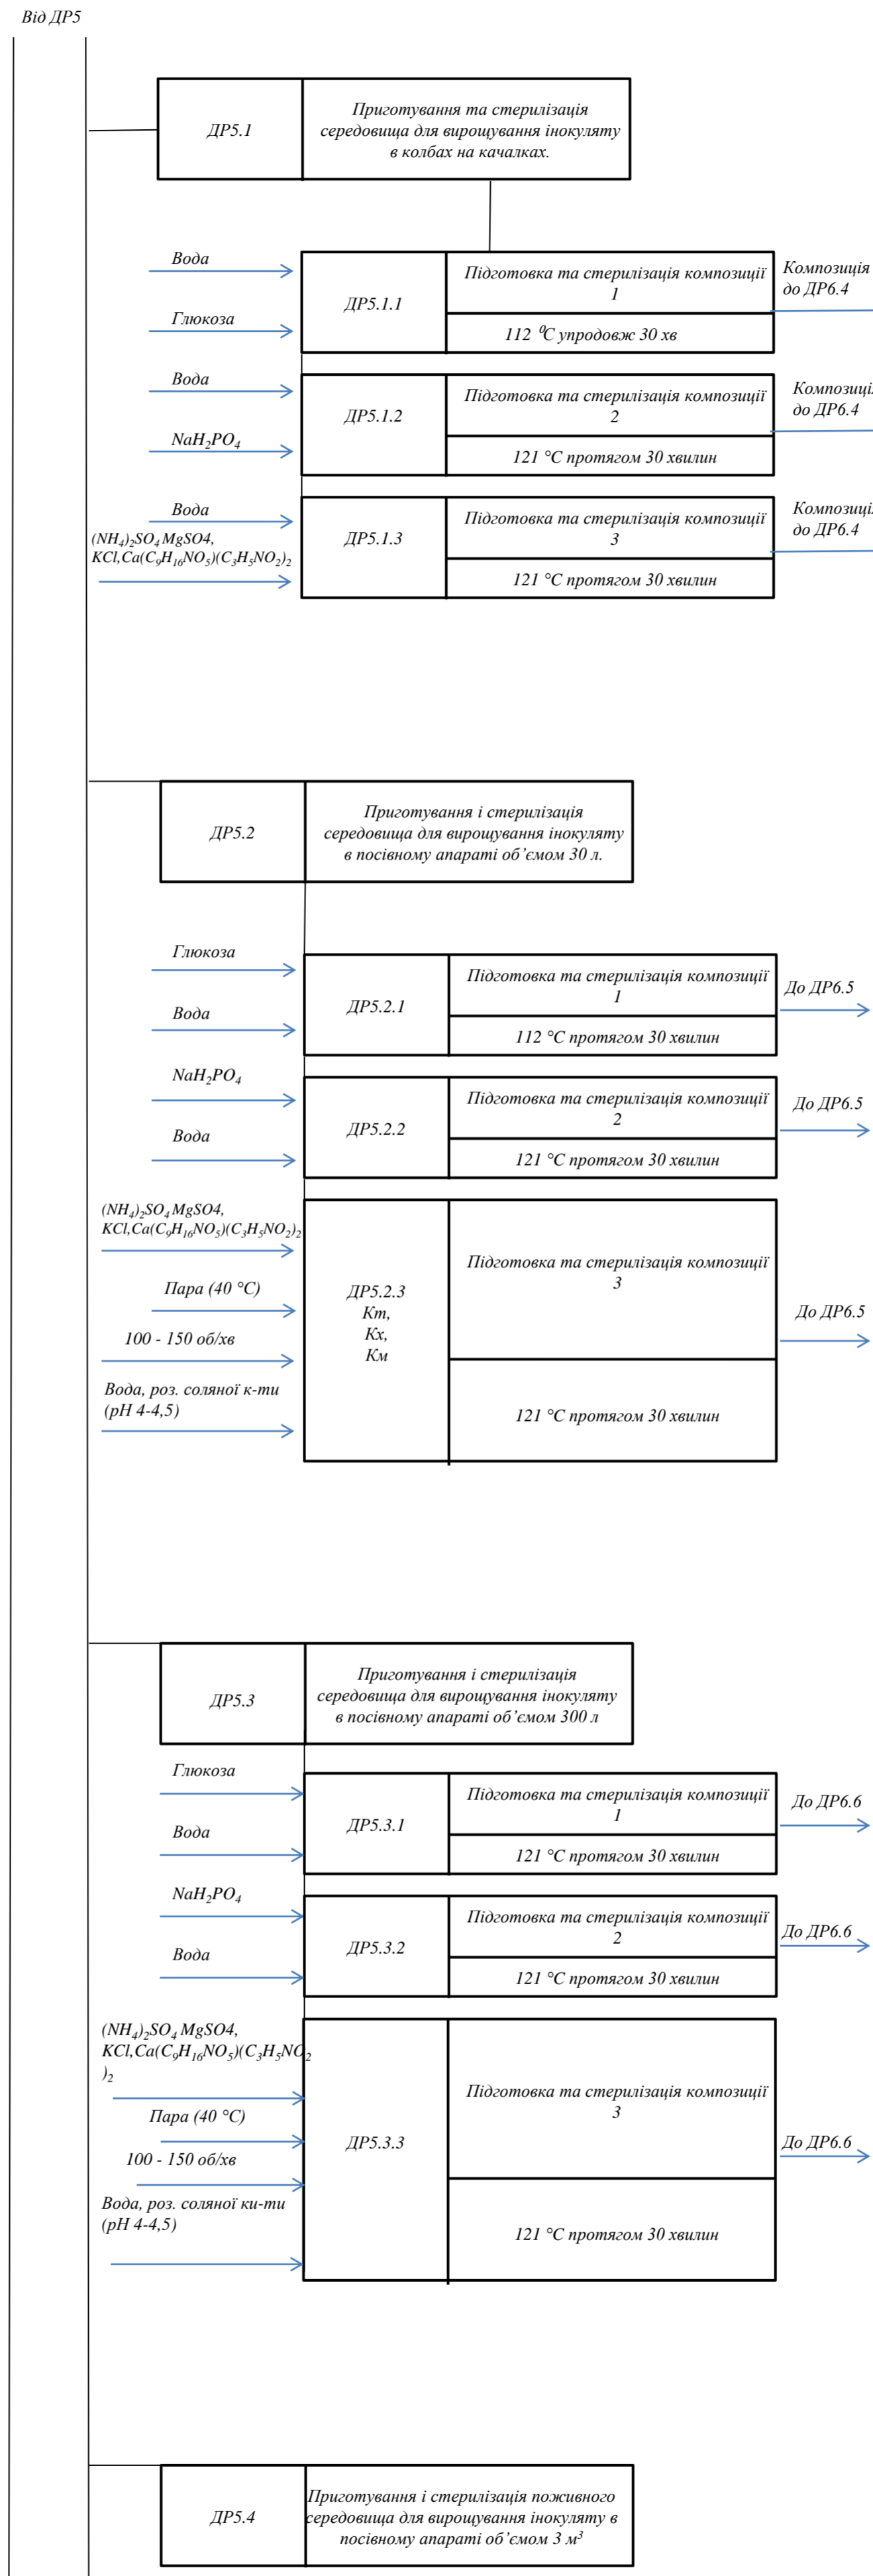 Від ДР5
ДР5.1
Приготування та стерилізація
середовища для вирощування інокуляту
в колбах на качалках.
Вода
Глюкоза
ДР5.1.1
Підготовка та стерилізація композиції
1
112 ⁰С упродовж 30 хв
Композиція
до ДР6.4
Вода
NaH₂PO₄
ДР5.1.2
Підготовка та стерилізація композиції
2
121 °C протягом 30 хвилин
Композиція
до ДР6.4
Вода
(NH₄)₂SO₄ MgSO4,
KCl,Ca(C₉H₁₆NO₅)(C₃H₅NO₂)₂
ДР5.1.3
Підготовка та стерилізація композиції
3
121 °C протягом 30 хвилин
Композиція
до ДР6.4
ДР5.2
Приготування і стерилізація
середовища для вирощування інокуляту
в посівному апараті об’ємом 30 л.
Глюкоза
Вода
ДР5.2.1
Підготовка та стерилізація композиції
1
112 °C протягом 30 хвилин
До ДР6.5
NaH₂PO₄
Вода
ДР5.2.2
Підготовка та стерилізація композиції
2
121 °C протягом 30 хвилин
До ДР6.5
(NH₄)₂SO₄ MgSO4,
KCl,Ca(C₉H₁₆NO₅)(C₃H₅NO₂)₂
Пара (40 °C)
100 - 150 об/хв
Вода, роз. соляної к-ти
(pH 4-4,5)
ДР5.2.3
Кт,
Кх,
Км
Підготовка та стерилізація композиції
3
121 °C протягом 30 хвилин
До ДР6.5
ДР5.3
Приготування і стерилізація
середовища для вирощування інокуляту
в посівному апараті об’ємом 300 л
Глюкоза
Вода
ДР5.3.1
Підготовка та стерилізація композиції
1
121 °C протягом 30 хвилин
До ДР6.6
NaH₂PO₄
Вода
ДР5.3.2
Підготовка та стерилізація композиції
2
121 °C протягом 30 хвилин
До ДР6.6
(NH₄)₂SO₄ MgSO4,
KCl,Ca(C₉H₁₆NO₅)(C₃H₅NO₂
)₂
Пара (40 °C)
100 - 150 об/хв
Вода, роз. соляної ки-ти
(pH 4-4,5)
ДР5.3.3
Підготовка та стерилізація композиції
3
121 °C протягом 30 хвилин
До ДР6.6
ДР5.4
Приготування і стерилізація поживного
середовища для вирощування інокуляту в
посівному апараті об’ємом 3 м³